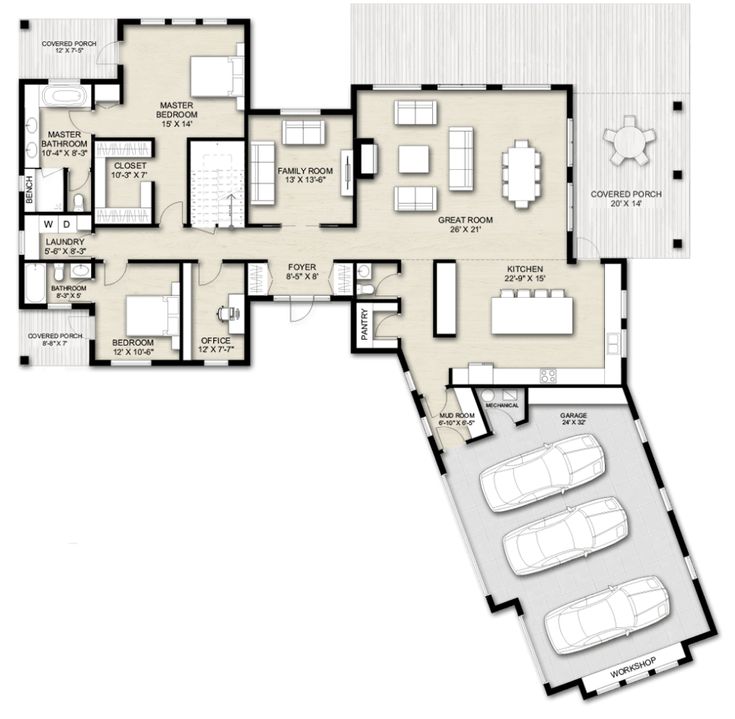 COVERED PORCH
12' X 7'-5"
MASTER
BEDROOM
15' X 14'
MASTER
BATHROOM
10'-4" X 8'-3"
CLOSET
10'-3" X 7'
BENCH
FAMILY ROOM
13' X 13'-6"
GREAT ROOM
26' X 21'
COVERED PORCH
20' X 14'
W D
LAUNDRY
5'-6" X 8'-3"
FOYER
8'-5" X 8'
KITCHEN
22'-9" X 15'
BATHROOM
8'-3" X 5'
COVERED PORCH
8'-8" X 7'
BEDROOM
12' X 10'-6"
OFFICE
12' X 7'-7"
PANTRY
MUD ROOM
6'-10" X 6'-5"
MECHANICAL
GARAGE
24' X 32'
WORKSHOP